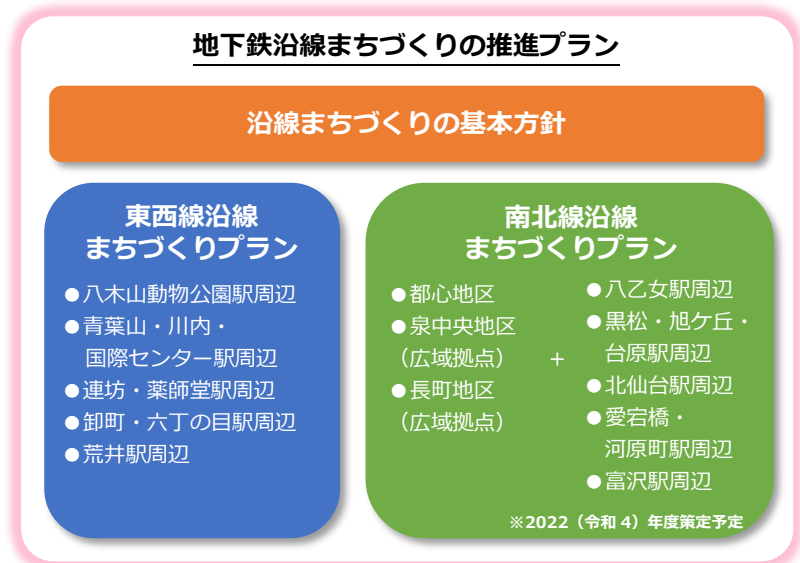 地下鉄沿線まちづくりの推進プラン
沿線まちづくりの基本方針
東西線沿線
まちづくりプラン
●八木山動物公園駅周辺
●青葉山・川内・
国際センター駅周辺
●連坊・薬師堂駅周辺
●卸町・六丁の目駅周辺
●荒井駅周辺
南北線沿線
まちづくりプラン
●都心地区
●泉中央地区
（広域拠点）
●長町地区
（広域拠点）
＋
●八乙女駅周辺
●黒松・旭ケ丘・
台原駅周辺
●北仙台駅周辺
●愛宕橋・
河原町駅周辺
●富沢駅周辺
※2022（令和4）年度策定予定